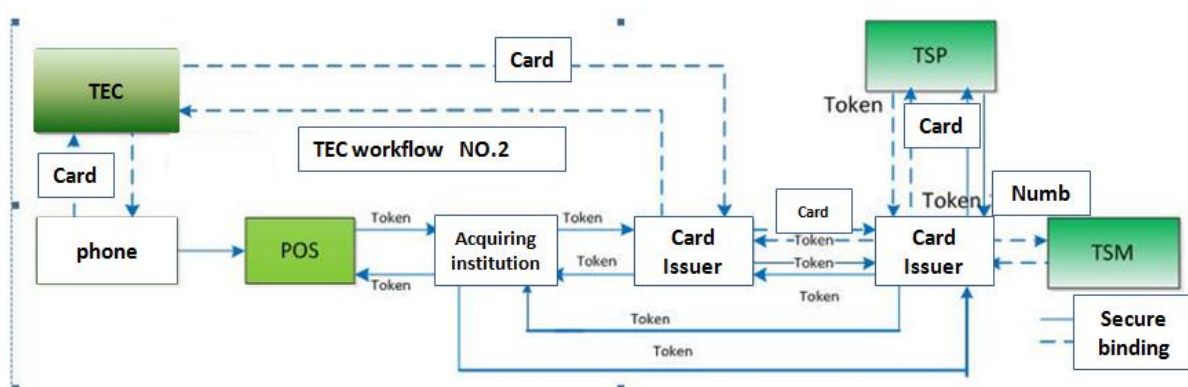 TEC
Card
TSP
Token
Card
TEC workflow   NO.2
Card
Token
Numb
phone
POS
Token
Acquiring
institution
Token
Card
Issuer
Card
Token
Card
Issuer
TSM
Token
Token
Token
Token
Token
Token
Secure
binding